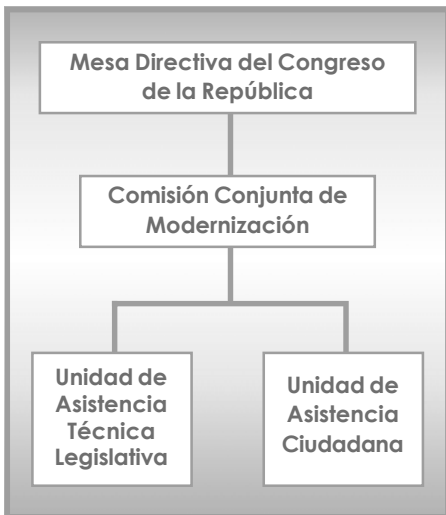 Mesa Directiva del Congreso
de la República
Comisión Conjunta de
Modernización
Unidad de
Asistencia
Técnica
Legislativa
Unidad de
Asistencia
Ciudadana